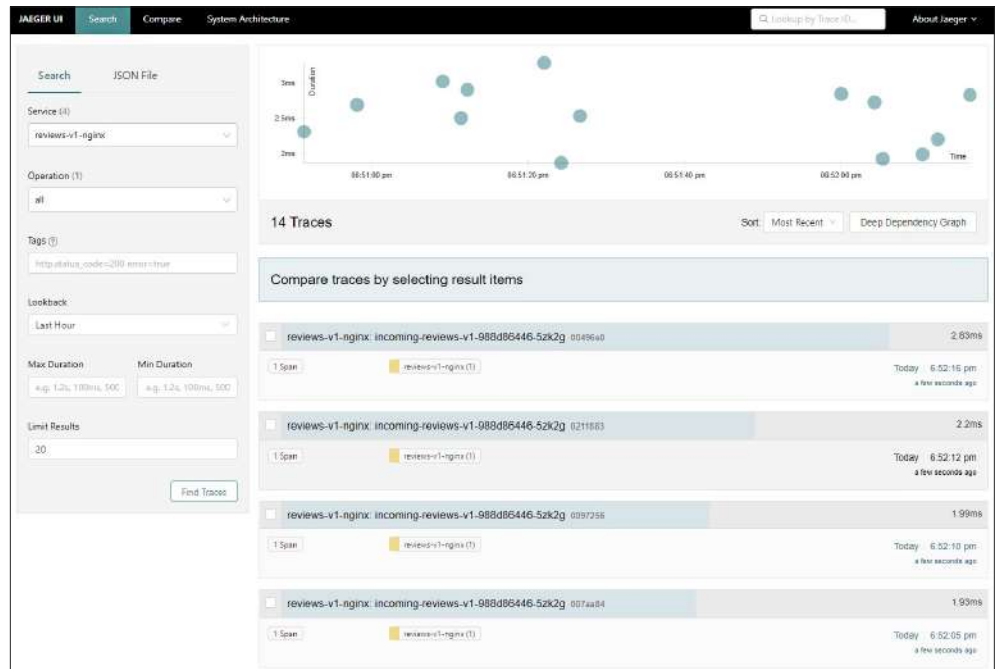 JAEGER UI Search Compare System Architecture Lookup by Trace ID... About Jaeger
Search JSON File
Service (4)
reviews-v1-nginx
Operation (1)
all
Tags
http.status_code=200 error=true
Lookback
Last Hour
Max Duration Min Duration
e.g. 1.2s, 100ms, 500 e.g. 1.2s, 100ms, 500
Limit Results
20
Find Traces
Duration
3ms
2.5ms
2ms
Time
06:51:00 pm 06:51:20 pm 06:51:40 pm 06:52:00 pm
14 Traces Sort: Most Recent Deep Dependency Graph
Compare traces by selecting result items
reviews-v1-nginx: incoming-reviews-v1-988d86446-5zk2g 2.83ms
1 Span reviews-v1-nginx (1) Today 6:52:16 pm
a few seconds ago
reviews-v1-nginx: incoming-reviews-v1-988d86446-5zk2g 2.2ms
1 Span reviews-v1-nginx (1) Today 6:52:12 pm
a few seconds ago
reviews-v1-nginx: incoming-reviews-v1-988d86446-5zk2g 1.99ms
1 Span reviews-v1-nginx (1) Today 6:52:10 pm
a few seconds ago
reviews-v1-nginx: incoming-reviews-v1-988d86446-5zk2g 1.93ms
1 Span reviews-v1-nginx (1) Today 6:52:05 pm
a few seconds ago